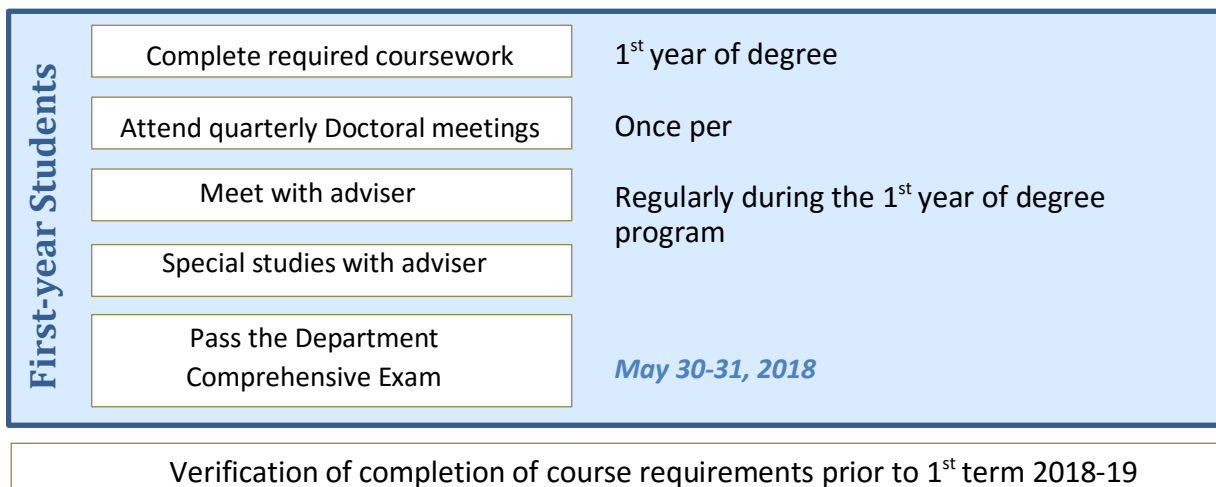 First-year Students
Complete required coursework
1st year of degree
Attend quarterly Doctoral meetings
Once per
Meet with adviser
Regularly during the 1st year of degree
program
Special studies with adviser
Pass the Department
Comprehensive Exam
May 30-31, 2018
Verification of completion of course requirements prior to 1st term 2018-19